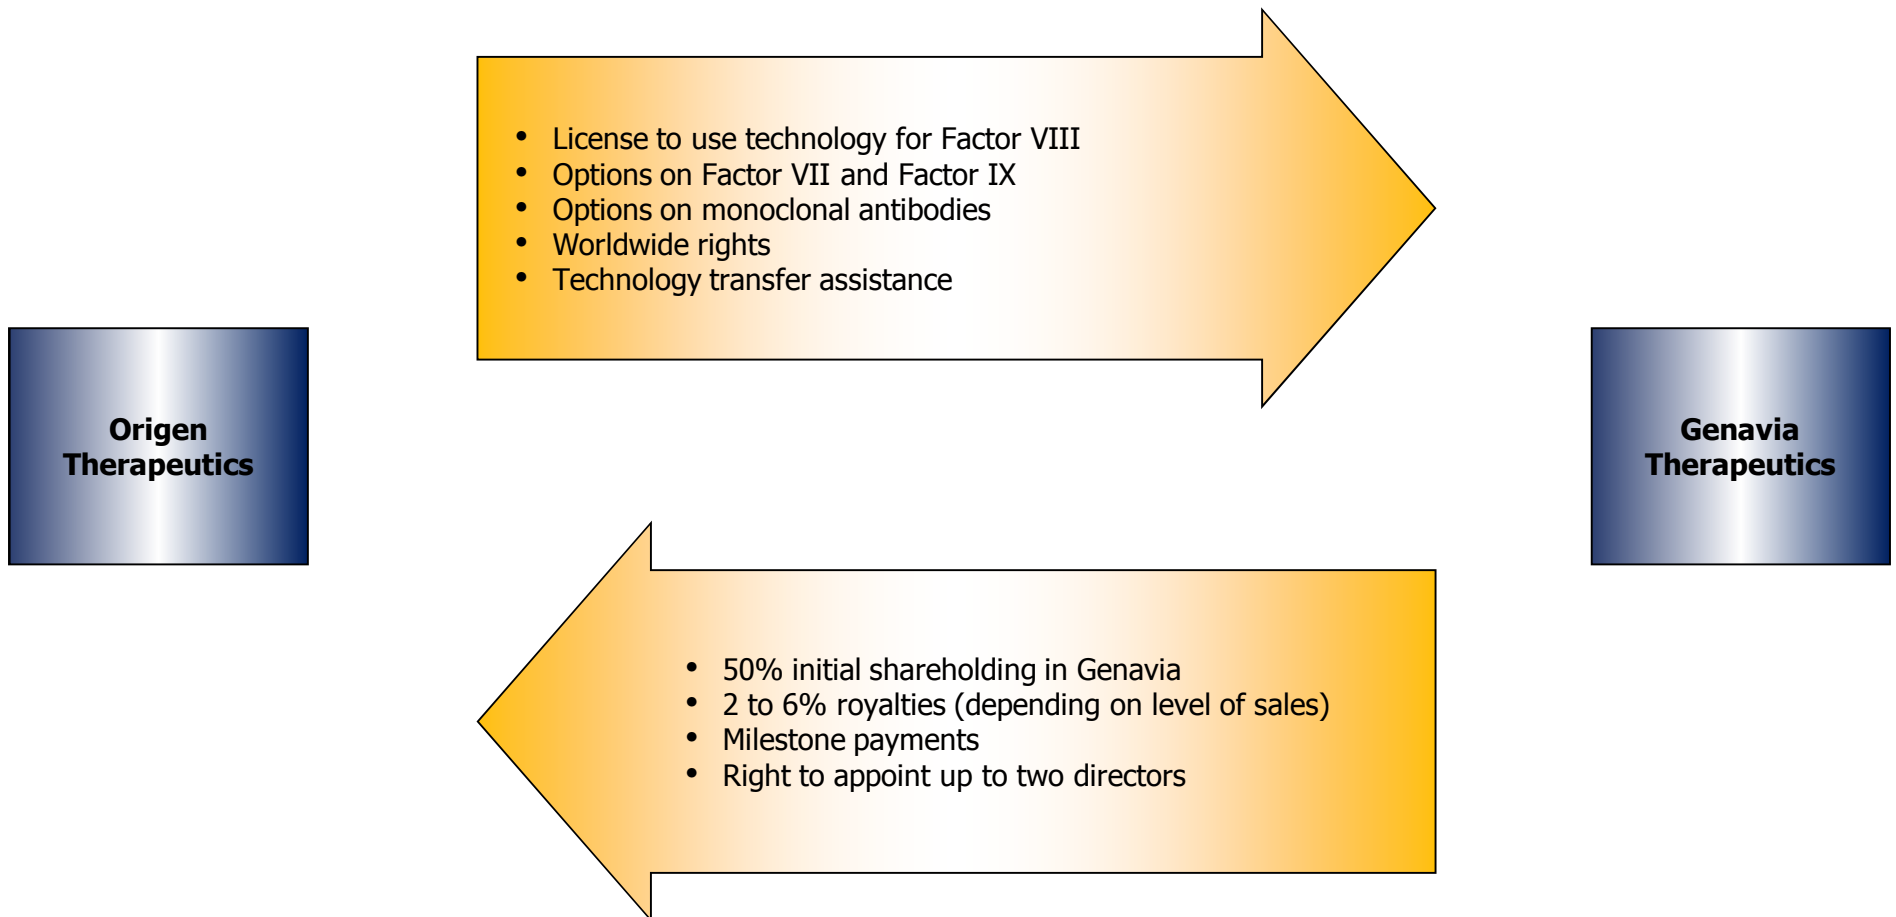 • License to use technology for Factor VIII
• Options on Factor VII and Factor IX
• Options on monoclonal antibodies
• Worldwide rights
• Technology transfer assistance
Origen
Therapeutics
Genavia
Therapeutics
• 50% initial shareholding in Genavia
• 2 to 6% royalties (depending on level of sales)
• Milestone payments
• Right to appoint up to two directors